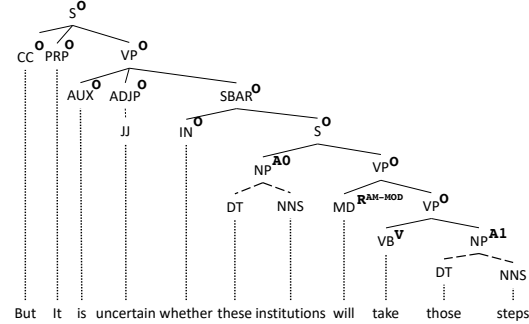 S O
CC O PRP O VP O
AUX O ADJP O SBAR O
JJ IN O S O
NP A0 VP O
DT NNS MD R AM-MOD VP O
VB V NP A1
DT NNS
But It is uncertain whether these institutions will take those steps